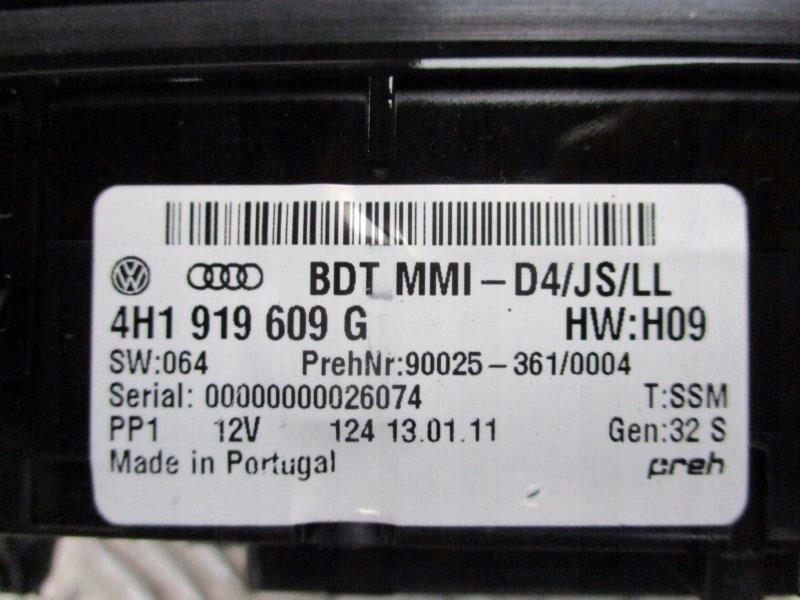 BDT MMI-D4/JS/LL
4H1 919 609 G HW:H09
SW:064 PrehNr:90025-361/0004
Serial: 00000000026074 T:SSM
PP1 12V 124 13.01.11 Gen:32 S
Made in Portugal preh